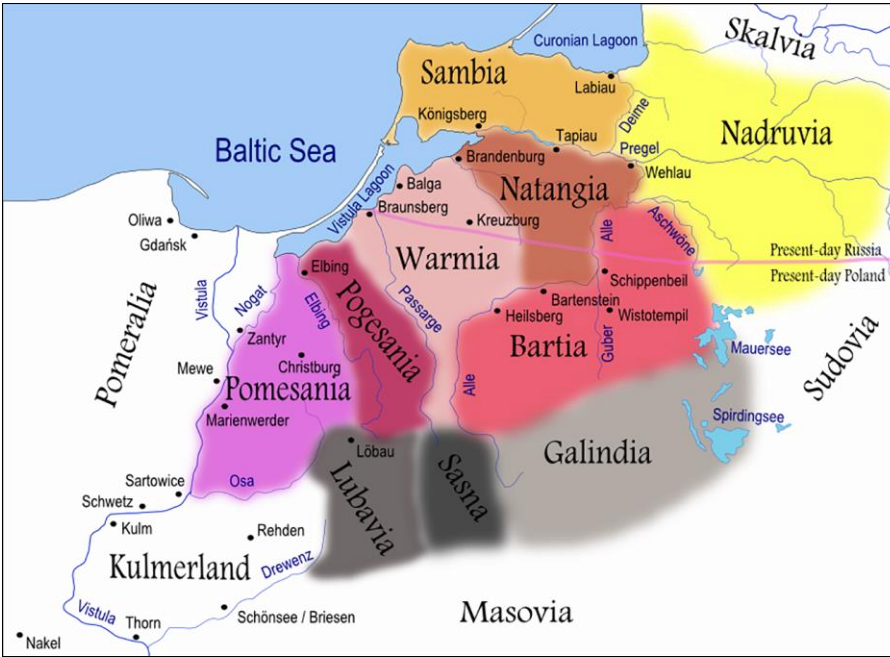 Skalvia
Curonian Lagoon
Sambia
Labiau
Königsberg
Deime
Nadruvia
Tapiau
Pregel
Baltic Sea
Brandenburg
Wehlau
Natangia
Balga
Vistula Lagoon
Braunsberg
Kreuzburg
Oliwa
Gdańsk
Alle
Aschwöne
Warmia
Present-day Russia
Present-day Poland
Elbing
Schippenbeil
Vistula
Nogat
Elbing
Pogesania
Passarge
Bartenstein
Heilsberg
Wistotempil
Pomeralia
Zantyr
Bartia
Guber
Mauersee
Sudovia
Christburg
Mewe
Pomesania
Alle
Marienwerder
Spirdingsee
Löbau
Galindia
Osa
Lubavia
Sasna
Sartowice
Schwetz
Kulm
Rehden
Kulmerland
Drewenz
Vistula
Schönsee / Briesen
Masovia
Thorn
Nakel